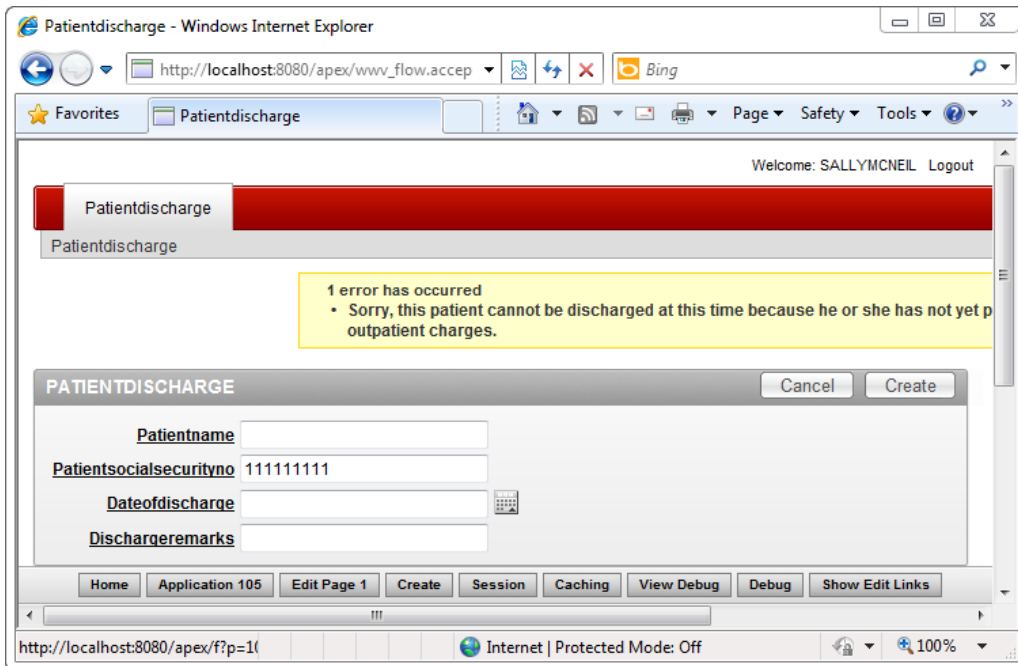 Patientdischarge - Windows Internet Explorer
http://localhost:8080/apex/wwv_flow.accep
Bing
Favorites
Patientdischarge
Page
Safety
Tools
Welcome: SALLYMCNEIL Logout
Patientdischarge
Patientdischarge
1 error has occurred
• Sorry, this patient cannot be discharged at this time because he or she has not yet p
outpatient charges.
PATIENTDISCHARGE
Cancel
Create
Patientname
Patientsocialsecurityno 111111111
Dateofdischarge
Dischargeremarks
Home
Application 105
Edit Page 1
Create
Session
Caching
View Debug
Debug
Show Edit Links
http://localhost:8080/apex/f?p=10
Internet | Protected Mode: Off
100%